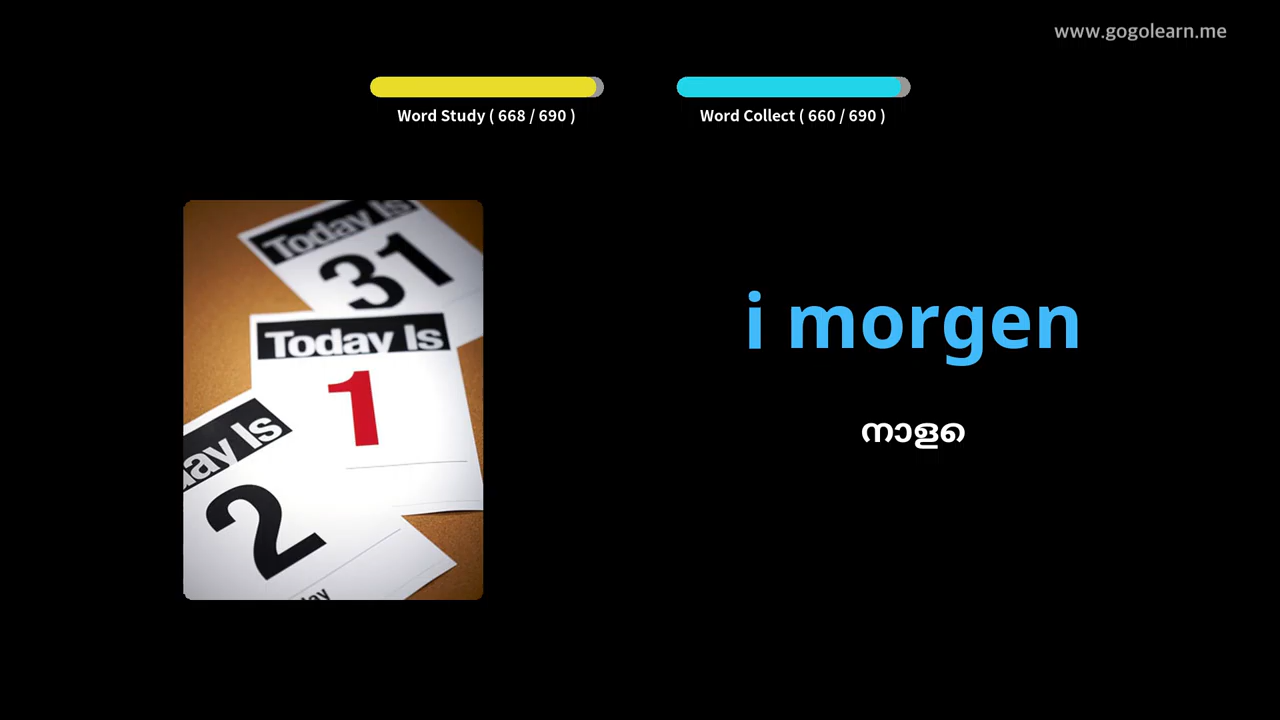 www.gogolearn.me
Word Study ( 668 / 690 )
Word Collect ( 660 / 690 )
Today Is
31
Today Is
1
ay Is
2
day
i morgen
നാളെ